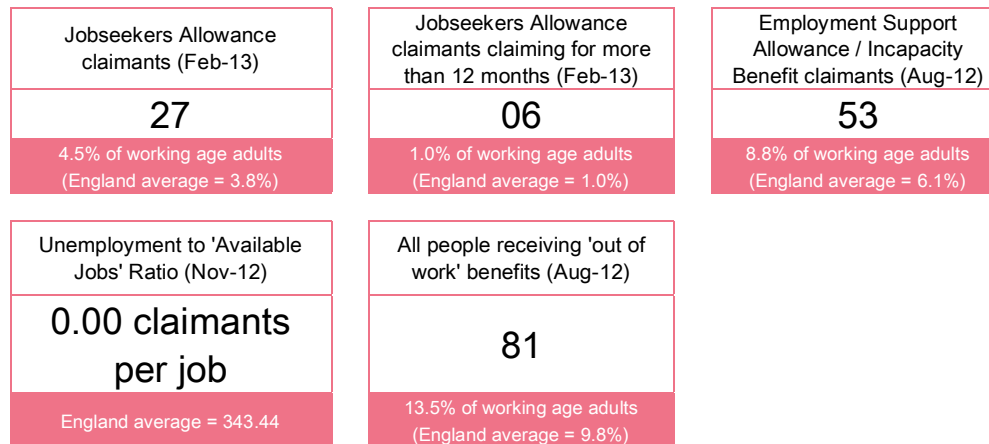 Jobseekers Allowance
claimants (Feb-13)
27
4.5% of working age adults
(England average = 3.8%)
Jobseekers Allowance
claimants claiming for more
than 12 months (Feb-13)
06
1.0% of working age adults
(England average = 1.0%)
Employment Support
Allowance / Incapacity
Benefit claimants (Aug-12)
53
8.8% of working age adults
(England average = 6.1%)
Unemployment to 'Available
Jobs' Ratio (Nov-12)
0.00 claimants
per job
England average = 343.44
All people receiving 'out of
work' benefits (Aug-12)
81
13.5% of working age adults
(England average = 9.8%)